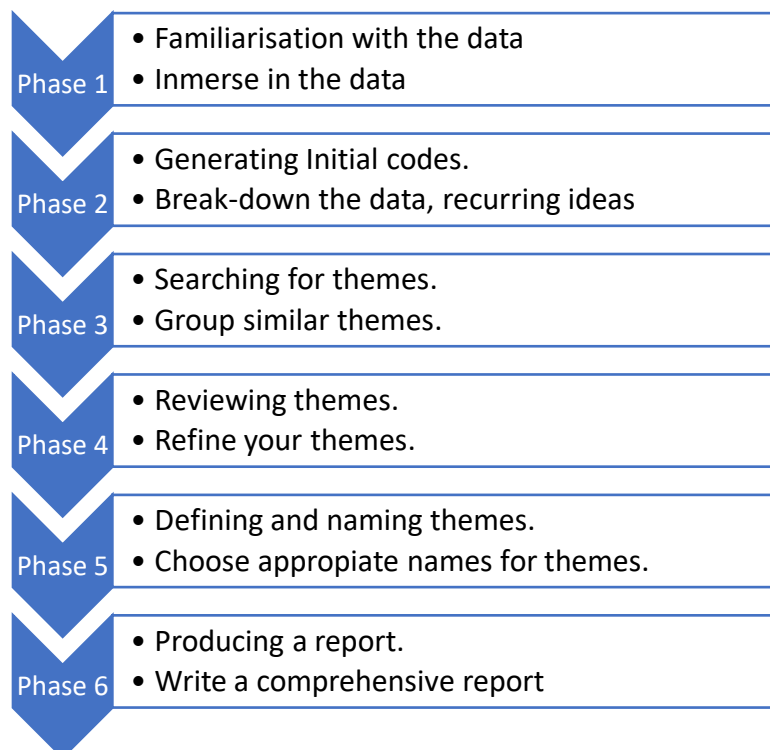 Phase 1
• Familiarisation with the data
• Inmerse in the data
Phase 2
• Generating Initial codes.
• Break-down the data, recurring ideas
Phase 3
• Searching for themes.
• Group similar themes.
Phase 4
• Reviewing themes.
• Refine your themes.
Phase 5
• Defining and naming themes.
• Choose appropiate names for themes.
Phase 6
• Producing a report.
• Write a comprehensive report